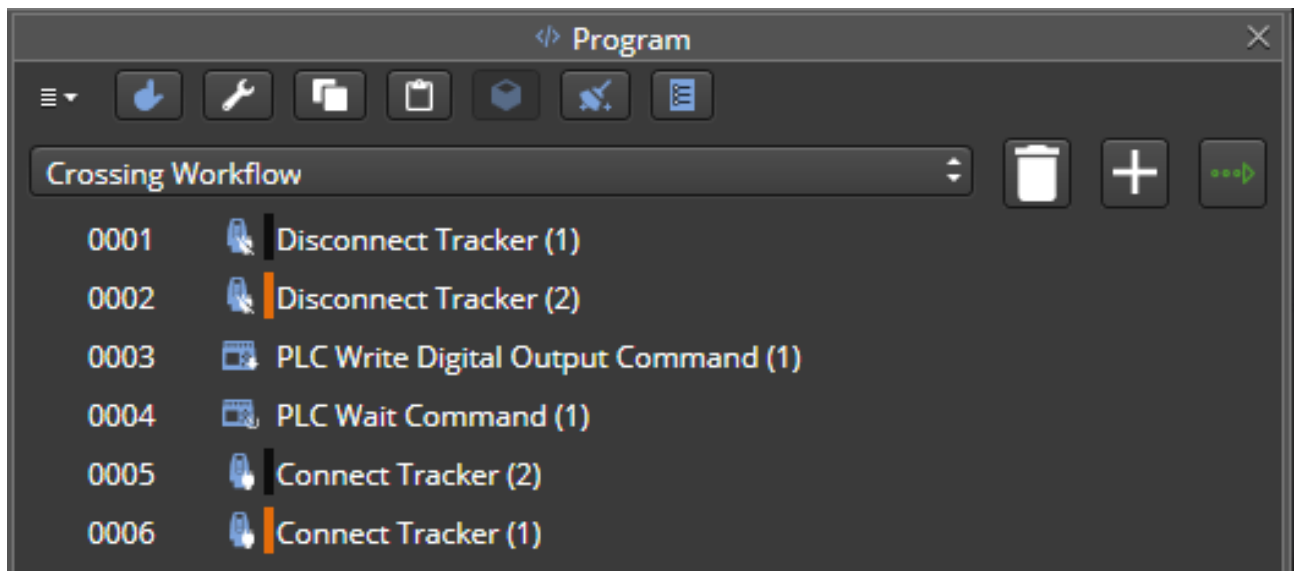 Program
Crossing Workflow
0001 Disconnect Tracker (1)
0002 Disconnect Tracker (2)
0003 PLC Write Digital Output Command (1)
0004 PLC Wait Command (1)
0005 Connect Tracker (2)
0006 Connect Tracker (1)